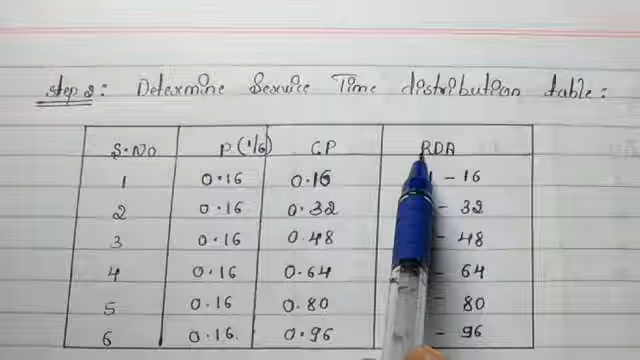 Step 2: Determine Service Time distribution table:
S.No P(1/6) CP RDA
1 0.16 0.16 1 - 16
2 0.16 0.32 - 32
3 0.16 0.48 - 48
4 0.16 0.64 - 64
5 0.16 0.80 - 80
6 0.16. 0.96 - 96